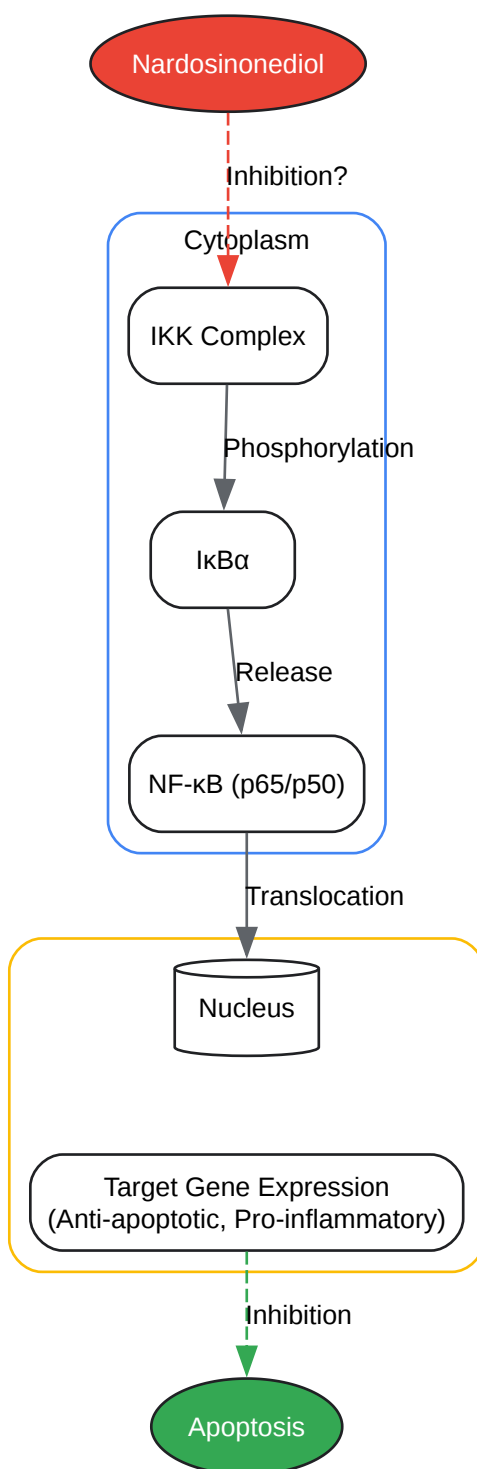 Nardosinonediol
Inhibition?
Cytoplasm
IKK Complex
Phosphorylation
IκBα
Release
NF-κB (p65/p50)
Translocation
Nucleus
Target Gene Expression
(Anti-apoptotic, Pro-inflammatory)
Inhibition
Apoptosis